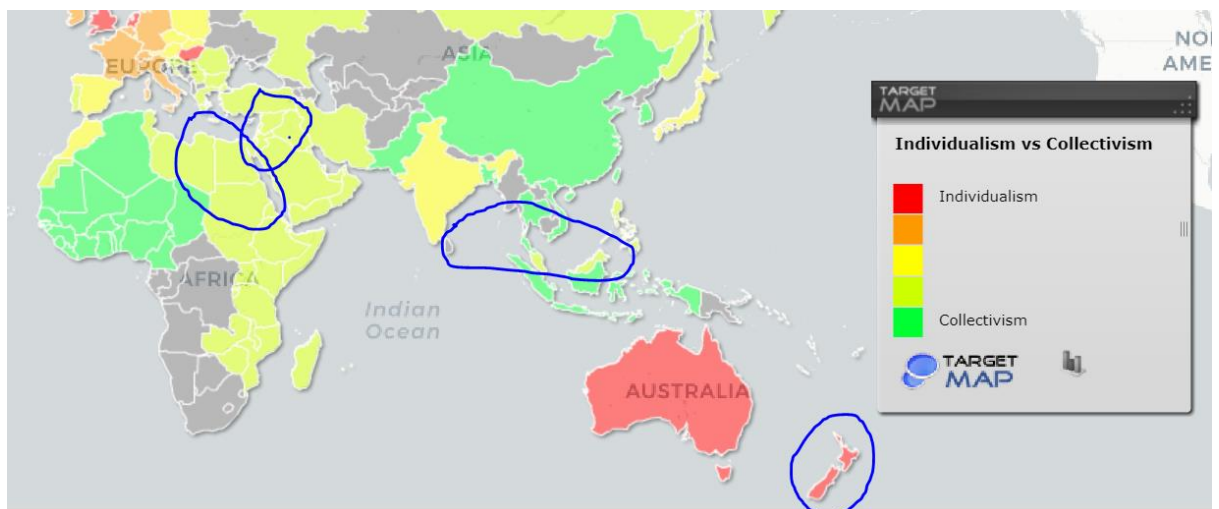 EUROPE
ASIA
NO
AME
AFRICA
Indian
Ocean
AUSTRALIA
TARGET
MAP
Individualism vs Collectivism
Individualism
Collectivism
TARGET
MAP